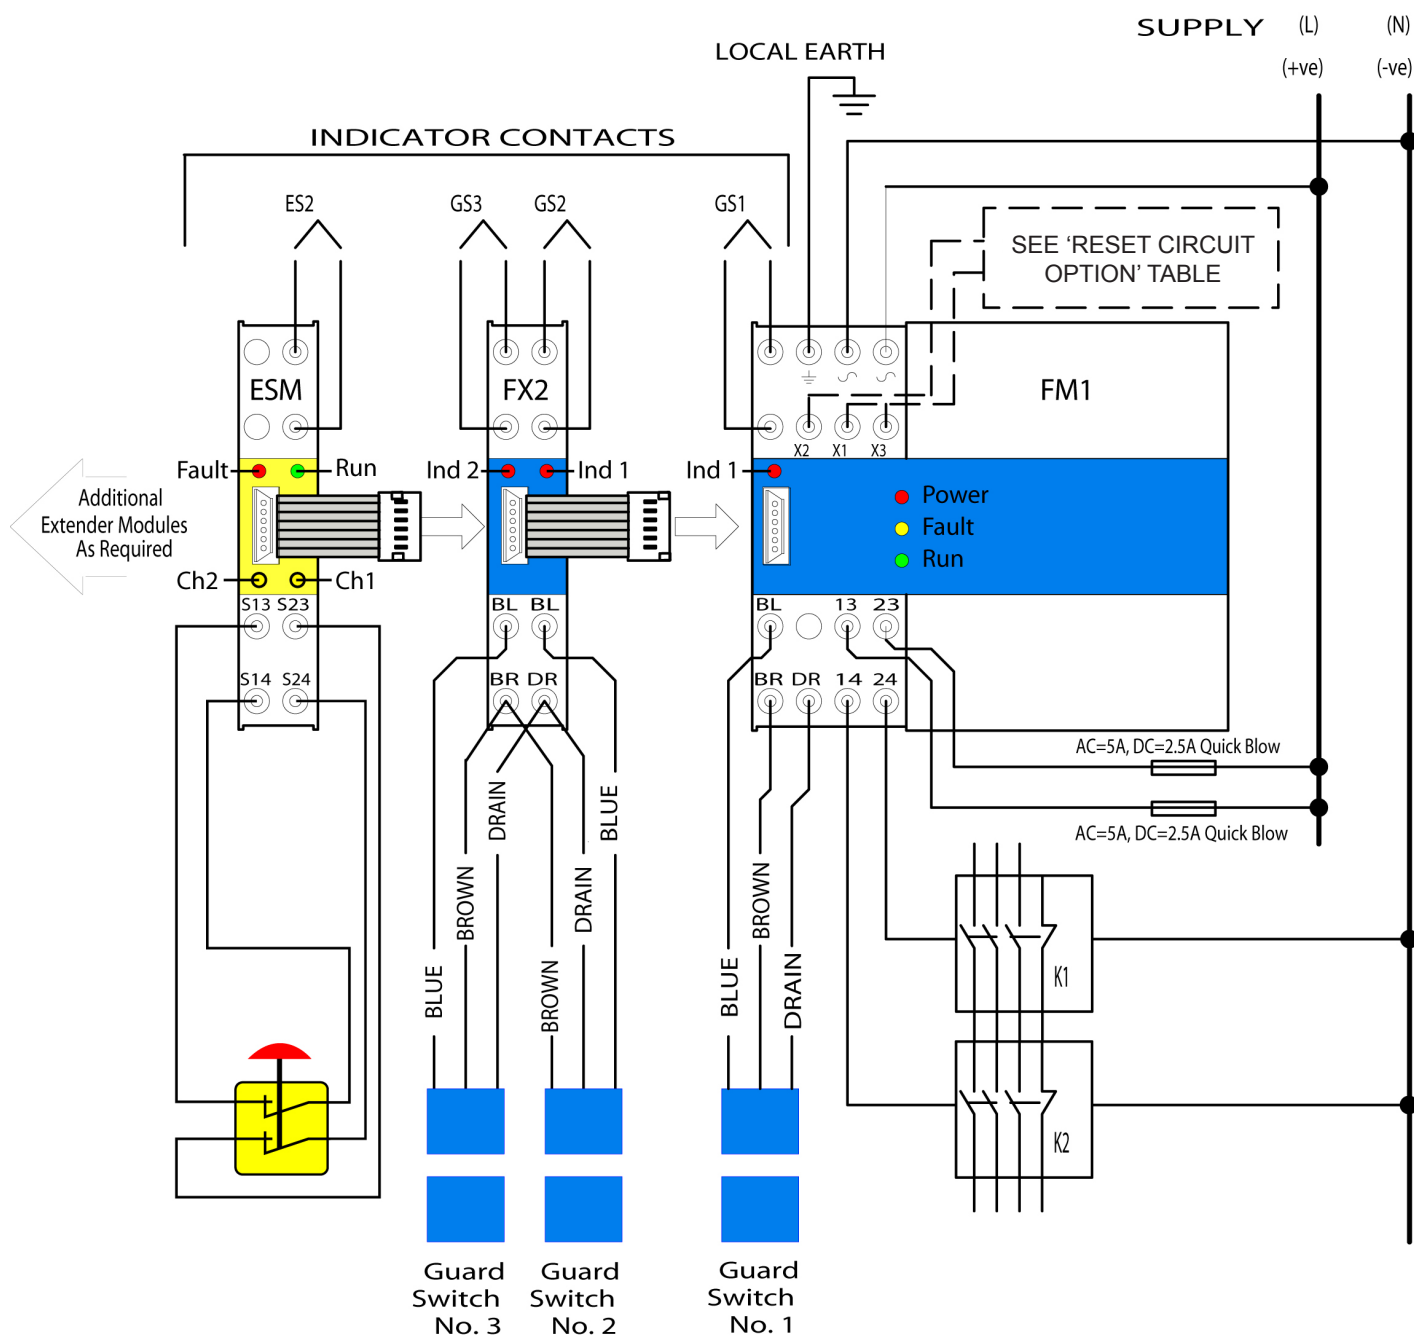 SUPPLY (L) (N)
(+ve) (-ve)
LOCAL EARTH
INDICATOR CONTACTS
ES2 GS3 GS2 GS1
SEE ‘RESET CIRCUIT
OPTION’ TABLE
ESM FX2 FM1
X2 X1 X3
Fault Run Ind 2 Ind 1 Ind 1
Additional
Extender Modules
As Required
Power
Fault
Run
Ch2 Ch1
S13 S23 BL BL BL 13 23
S14 S24 BR DR BR DR 14 24
AC=5A, DC=2.5A Quick Blow
AC=5A, DC=2.5A Quick Blow
BLUE
BROWN
DRAIN
BROWN
DRAIN
BLUE
BLUE
BROWN
DRAIN
K1
K2
Guard
Switch
No. 3
Guard
Switch
No. 2
Guard
Switch
No. 1